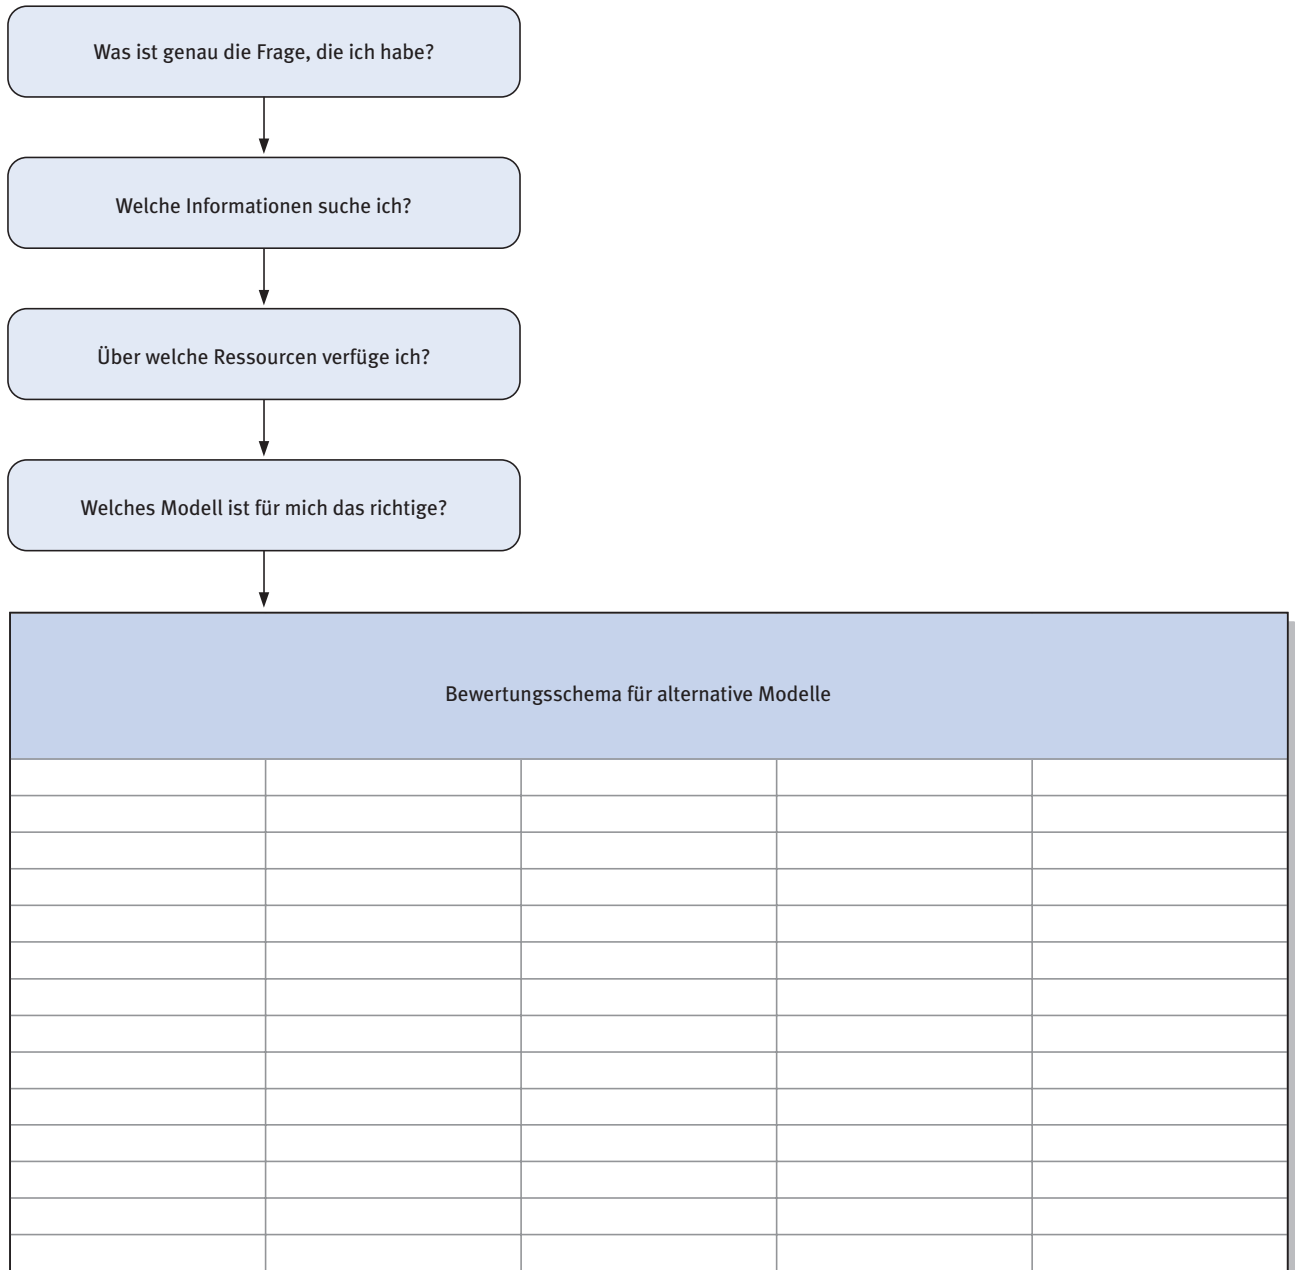 Was ist genau die Frage, die ich habe?
Welche Informationen suche ich?
Über welche Ressourcen verfüge ich?
Welches Modell ist für mich das richtige?
Bewertungsschema für alternative Modelle